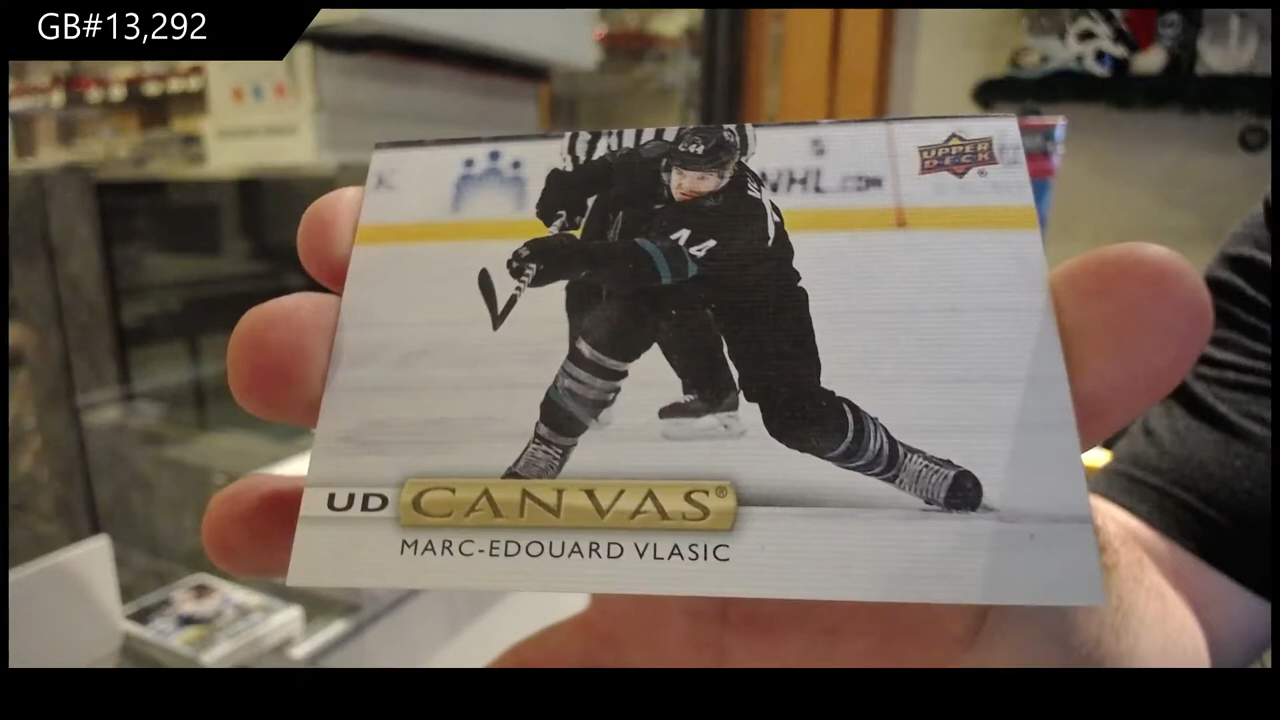 GB#13,292
K
NHL.COM
UPPER
DECK®
44
UD CANVAS®
MARC-EDOUARD VLASIC